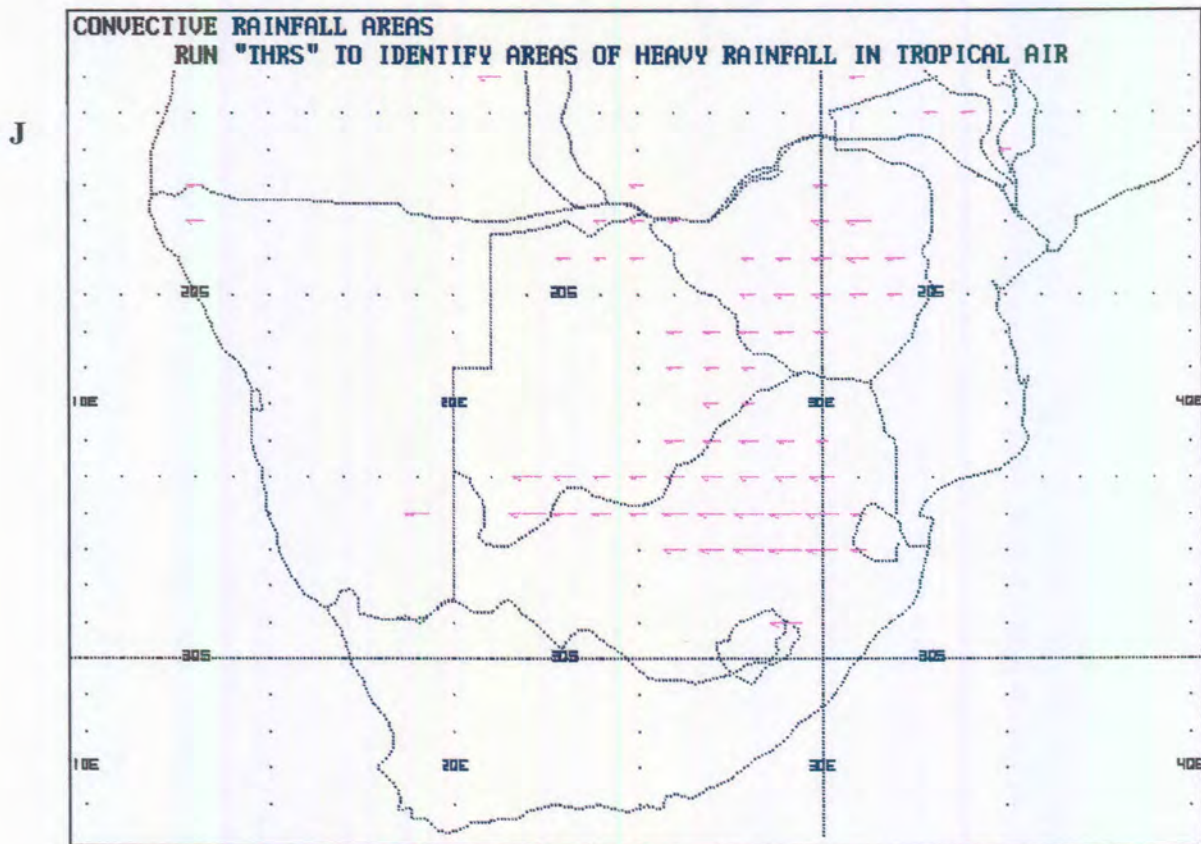 CONVECTIVE RAINFALL AREAS
RUN "THRS" TO IDENTIFY AREAS OF HEAVY RAINFALL IN TROPICAL AIR
J
20S 20S 20S
10E 20E 30E 40E
30S 30S 30S
10E 20E 30E 40E